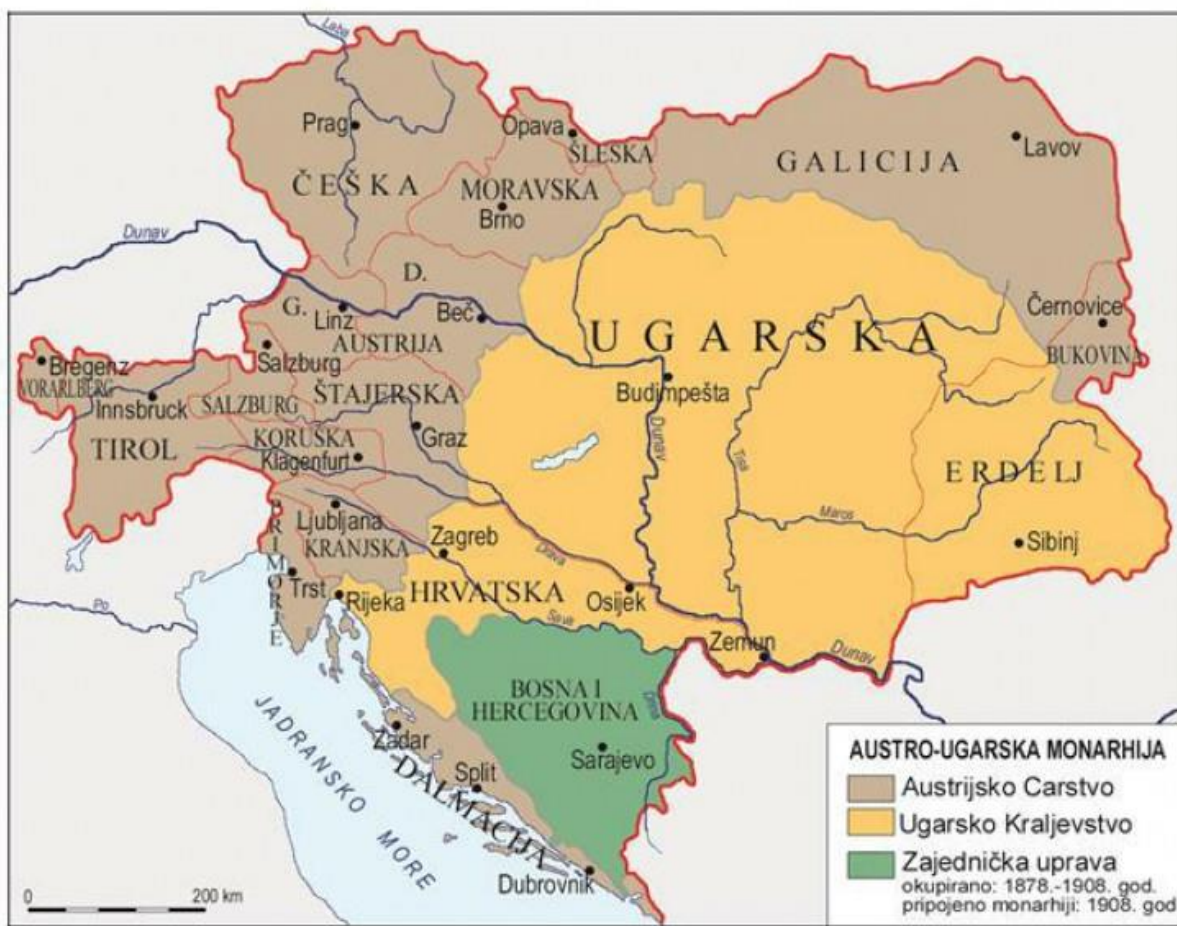 Laba
Prag
Opava
ŠLESKA
GALICIJA
Lavov
ČEŠKA
MORAVSKA
Brno
Dunav
D.
G.
Linz
Beč
AUSTRIJA
UGARSKA
Černovice
BUKOVINA
Bregenz
VORARLBERG
Salzburg
Innsbruck
SALZBURG
ŠTAJERSKA
Budimpešta
TIROL
KORUŠKA
Graz
Klagenfurt
Dunav
Tisa
ERDELJ
PRIMORJE
Ljubljana
KRANJSKA
Zagreb
Drava
Maros
Sibinj
Po
Trst
Rijeka
HRVATSKA
Osijek
Sava
Zemun
Dunav
BOSNA I
HERCEGOVINA
Drina
Sarajevo
JADRANSKO MORE
Zadar
Split
DALMACIJA
Dubrovnik
0 200 km
AUSTRO-UGARSKA MONARHIJA
Austrijsko Carstvo
Ugarsko Kraljevstvo
Zajednička uprava
okupirano: 1878.-1908. god.
pripojeno monarhiji: 1908. god.